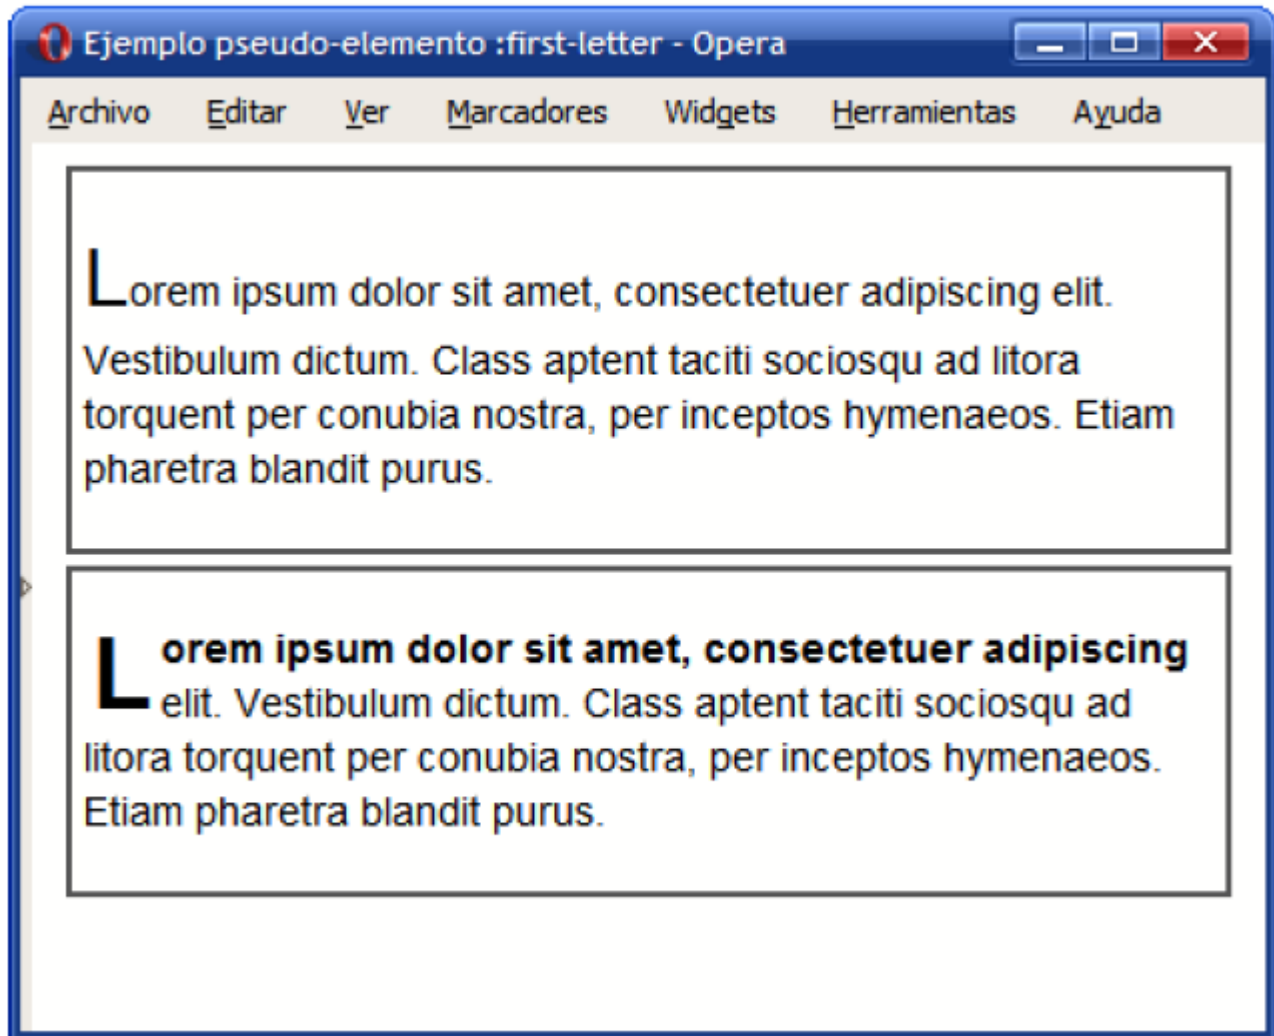 Ejemplo pseudo-elemento :first-letter - Opera
Archivo Editar Ver Marcadores Widgets Herramientas Ayuda
Lorem ipsum dolor sit amet, consectetuer adipiscing elit.
Vestibulum dictum. Class aptent taciti sociosqu ad litora
torquent per conubia nostra, per inceptos hymenaeos. Etiam
pharetra blandit purus.
Lorem ipsum dolor sit amet, consectetuer adipiscing
elit. Vestibulum dictum. Class aptent taciti sociosqu ad
litora torquent per conubia nostra, per inceptos hymenaeos.
Etiam pharetra blandit purus.